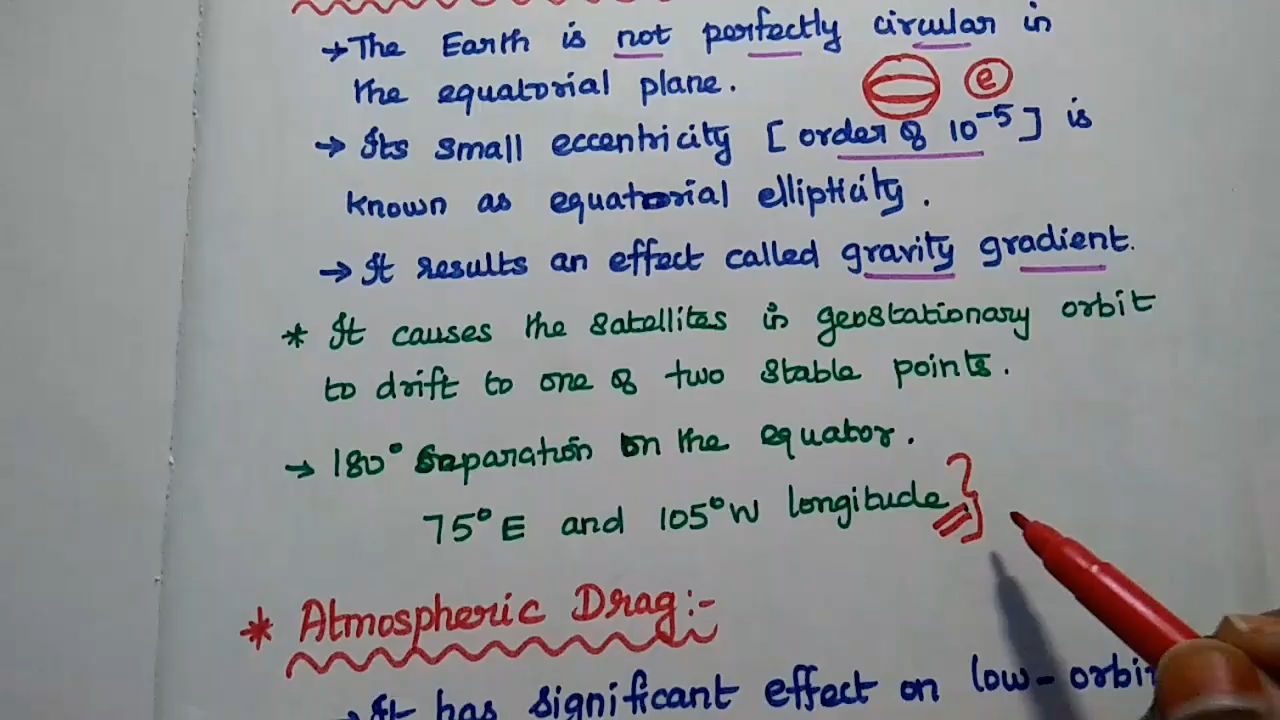 → The Earth is not perfectly circular in
the equatorial plane.
e
→ Its small eccentricity [order of 10⁻⁵] is
known as equatorial ellipticity.
→ It results an effect called gravity gradient.
* It causes the satellites in geostationary orbit
to drift to one of two stable points.
→ 180° separation on the equator.
75° E and 105° W longitude.
* Atmospheric Drag:-
→ It has significant effect on low-orbit